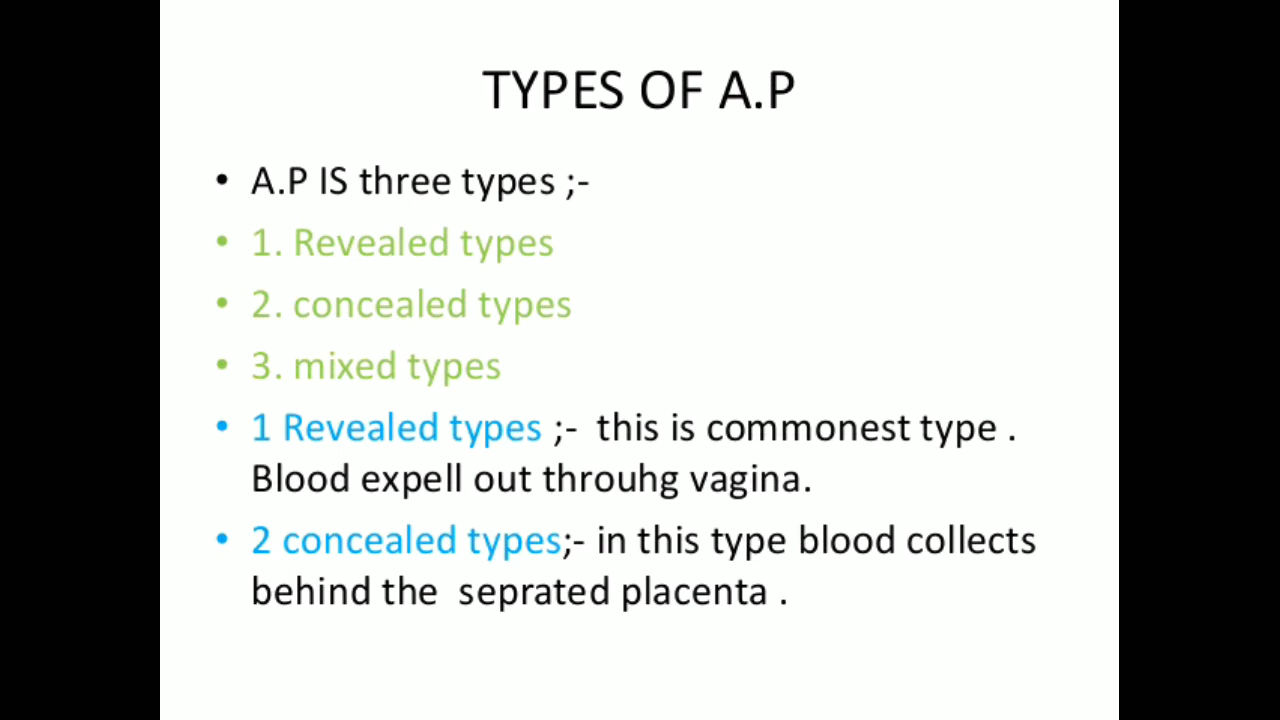 TYPES OF A.P
• A.P IS three types ;-
• 1. Revealed types
• 2. concealed types
• 3. mixed types
• 1 Revealed types ;-  this is commonest type .
Blood expell out throuhg vagina.
• 2 concealed types;- in this type blood collects
behind the  seprated placenta .